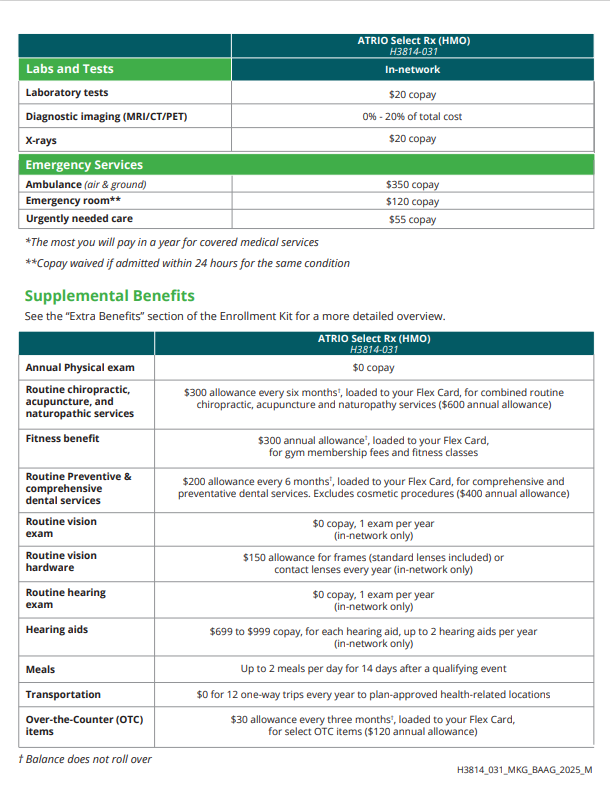 ATRIO Select Rx (HMO)
H3814-031
Labs and Tests
In-network
Laboratory tests
$20 copay
Diagnostic imaging (MRI/CT/PET)
0% - 20% of total cost
X-rays
$20 copay
Emergency Services
Ambulance (air & ground)
$350 copay
Emergency room**
$120 copay
Urgently needed care
$55 copay
*The most you will pay in a year for covered medical services
**Copay waived if admitted within 24 hours for the same condition
Supplemental Benefits
See the “Extra Benefits” section of the Enrollment Kit for a more detailed overview.
ATRIO Select Rx (HMO)
H3814-031
Annual Physical exam
$0 copay
Routine chiropractic,
acupuncture, and
naturopathic services
$300 allowance every six months†, loaded to your Flex Card, for combined routine
chiropractic, acupuncture and naturopathy services ($600 annual allowance)
Fitness benefit
$300 annual allowance†, loaded to your Flex Card,
for gym membership fees and fitness classes
Routine Preventive &
comprehensive
dental services
$200 allowance every 6 months†, loaded to your Flex Card, for comprehensive and
preventative dental services. Excludes cosmetic procedures ($400 annual allowance)
Routine vision
exam
$0 copay, 1 exam per year
(in-network only)
Routine vision
hardware
$150 allowance for frames (standard lenses included) or
contact lenses every year (in-network only)
Routine hearing
exam
$0 copay, 1 exam per year
(in-network only)
Hearing aids
$699 to $999 copay, for each hearing aid, up to 2 hearing aids per year
(in-network only)
Meals
Up to 2 meals per day for 14 days after a qualifying event
Transportation
$0 for 12 one-way trips every year to plan-approved health-related locations
Over-the-Counter (OTC)
items
$30 allowance every three months†, loaded to your Flex Card,
for select OTC items ($120 annual allowance)
† Balance does not roll over
H3814_031_MKG_BAAG_2025_M